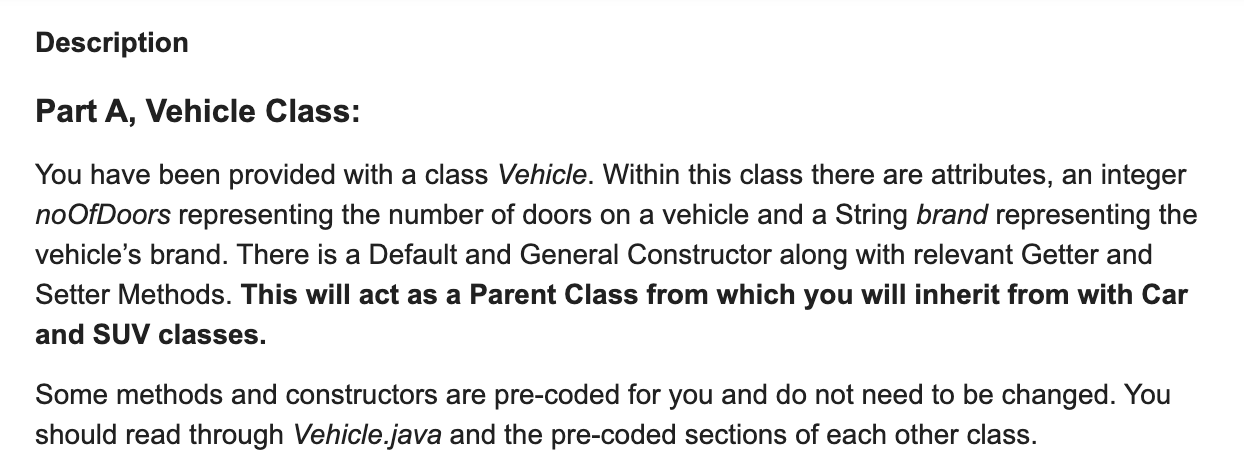 Description
Part A, Vehicle Class:
You have been provided with a class Vehicle. Within this class there are attributes, an integer
noOfDoors representing the number of doors on a vehicle and a String brand representing the
vehicle’s brand. There is a Default and General Constructor along with relevant Getter and
Setter Methods. This will act as a Parent Class from which you will inherit from with Car
and SUV classes.
Some methods and constructors are pre-coded for you and do not need to be changed. You
should read through Vehicle.java and the pre-coded sections of each other class.